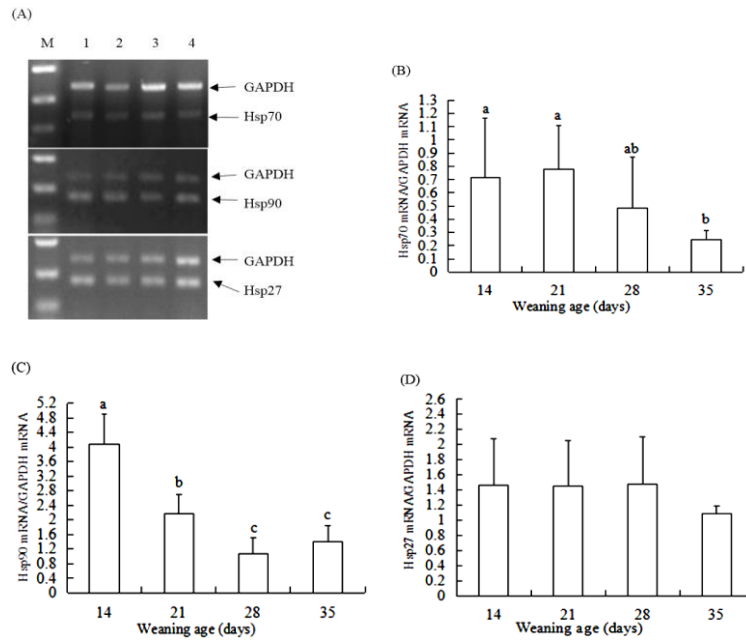 (A)
M 1 2 3 4
GAPDH
Hsp70
GAPDH
Hsp90
GAPDH
Hsp27
(B)
Hsp70 mRNA/GAPDH mRNA
1.3
1.2
1.1
1
0.9
0.8
0.7
0.6
0.5
0.4
0.3
0.2
0.1
0
a a ab b
14 21 28 35
Weaning age (days)
(C)
Hsp90 mRNA/GAPDH mRNA
5.2
4.8
4.4
4
3.6
3.2
2.8
2.4
2
1.6
1.2
0.8
0.4
0
a b c c
14 21 28 35
Weaning age (days)
(D)
Hsp27 mRNA/GAPDH mRNA
2.6
2.4
2.2
2
1.8
1.6
1.4
1.2
1
0.8
0.6
0.4
0.2
0
14 21 28 35
Weaning age (days)